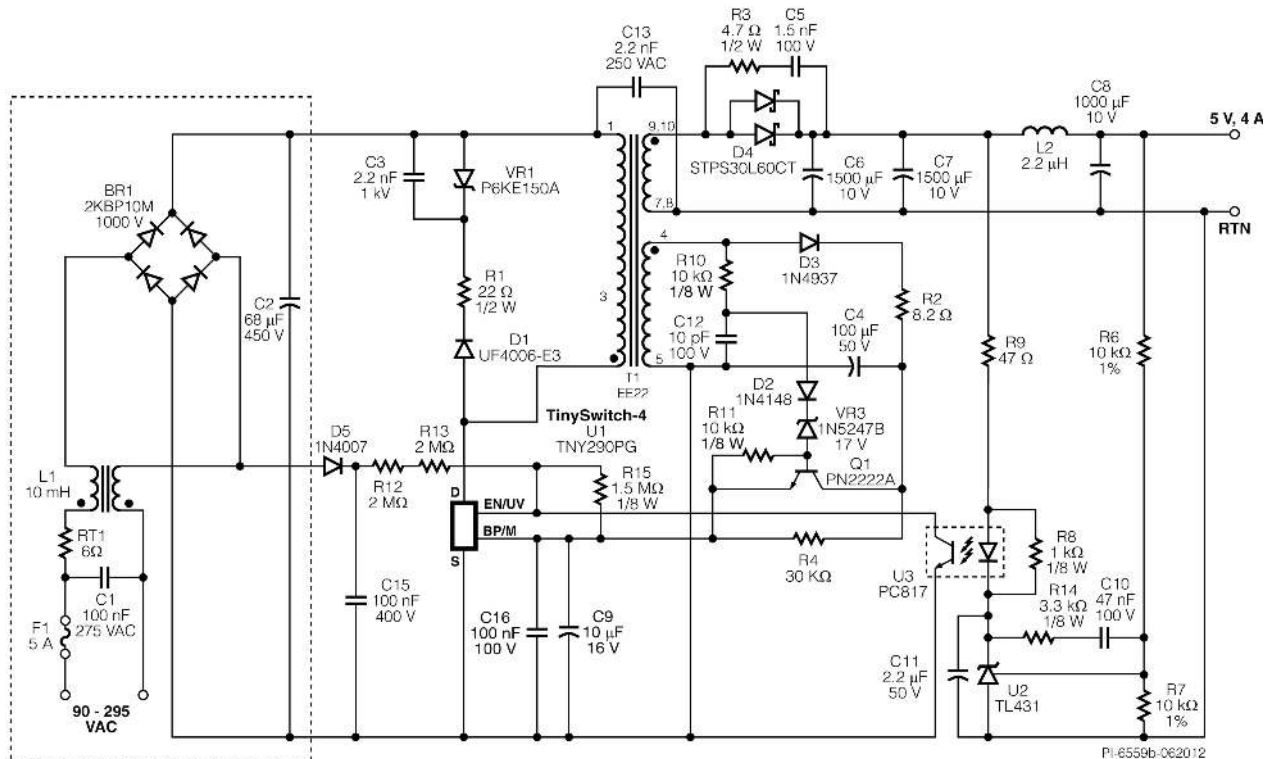 C13
2.2 nF
250 VAC
R3
4.7 Ω
1/2 W
C5
1.5 nF
100 V
D4
STPS30L60CT
C6
1500 μF
10 V
C7
1500 μF
10 V
L2
2.2 μH
C8
1000 μF
10 V
5 V, 4 A
RTN
BR1
2KBP10M
1000 V
C2
68 μF
450 V
C3
2.2 nF
1 kV
VR1
P6KE150A
R1
22 Ω
1/2 W
D1
UF4006-E3
1
3
9,10
7,8
4
5
T1
EE22
R10
10 kΩ
1/8 W
C12
10 pF
100 V
D3
1N4937
R2
8.2 Ω
C4
100 μF
50 V
D2
1N4148
VR3
1N5247B
17 V
R11
10 kΩ
1/8 W
Q1
PN2222A
R9
47 Ω
R6
10 kΩ
1%
TinySwitch-4
U1
TNY290PG
L1
10 mH
RT1
6Ω
C1
100 nF
275 VAC
F1
5 A
90 - 295
VAC
D5
1N4007
R12
2 MΩ
R13
2 MΩ
R15
1.5 MΩ
1/8 W
D
S
EN/UV
BP/M
C15
100 nF
400 V
C16
100 nF
100 V
C9
10 μF
16 V
R4
30 KΩ
U3
PC817
R8
1 kΩ
1/8 W
R14
3.3 kΩ
1/8 W
C10
47 nF
100 V
C11
2.2 μF
50 V
U2
TL431
R7
10 kΩ
1%
PI-6559b-062012